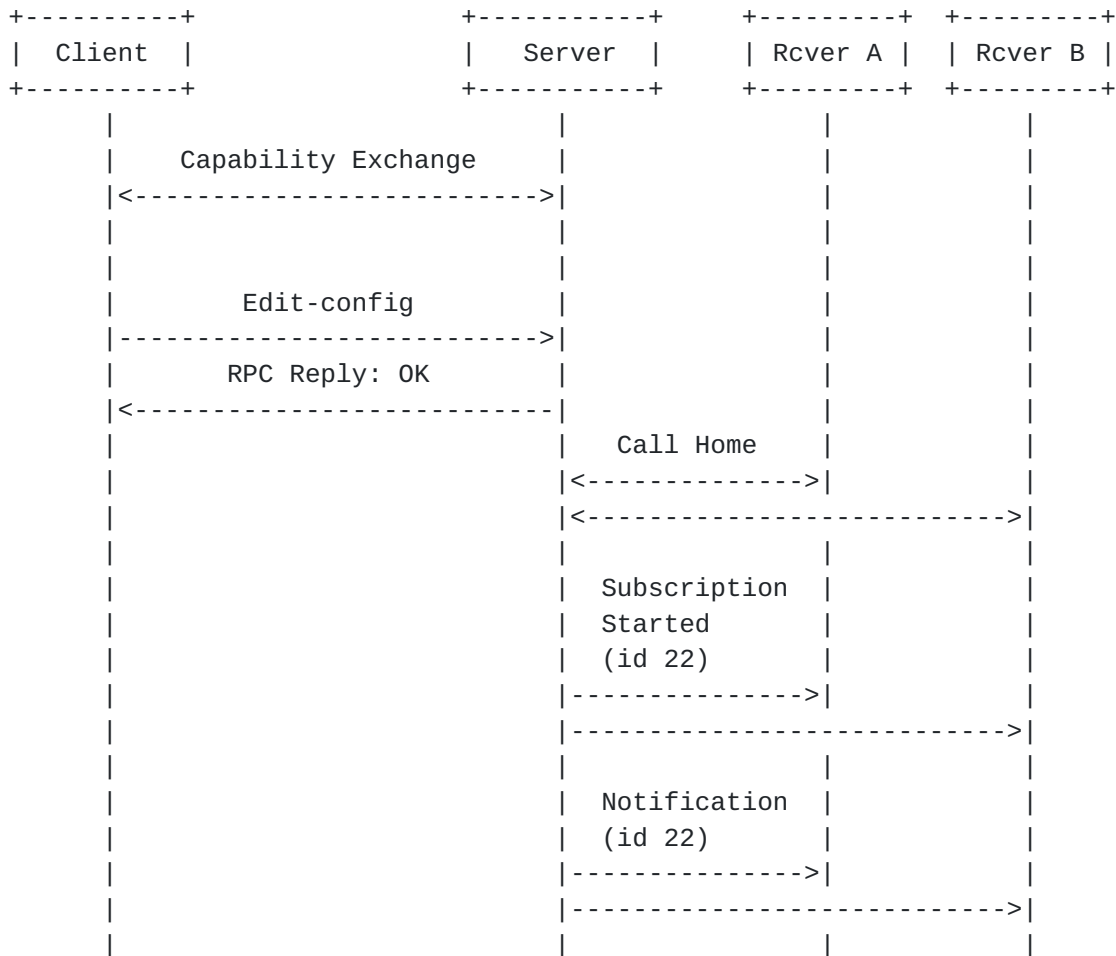 Client Server Rcver A Rcver B
Capability Exchange
Edit-config
RPC Reply: OK
Call Home
Subscription
Started
(id 22)
Notification
(id 22)